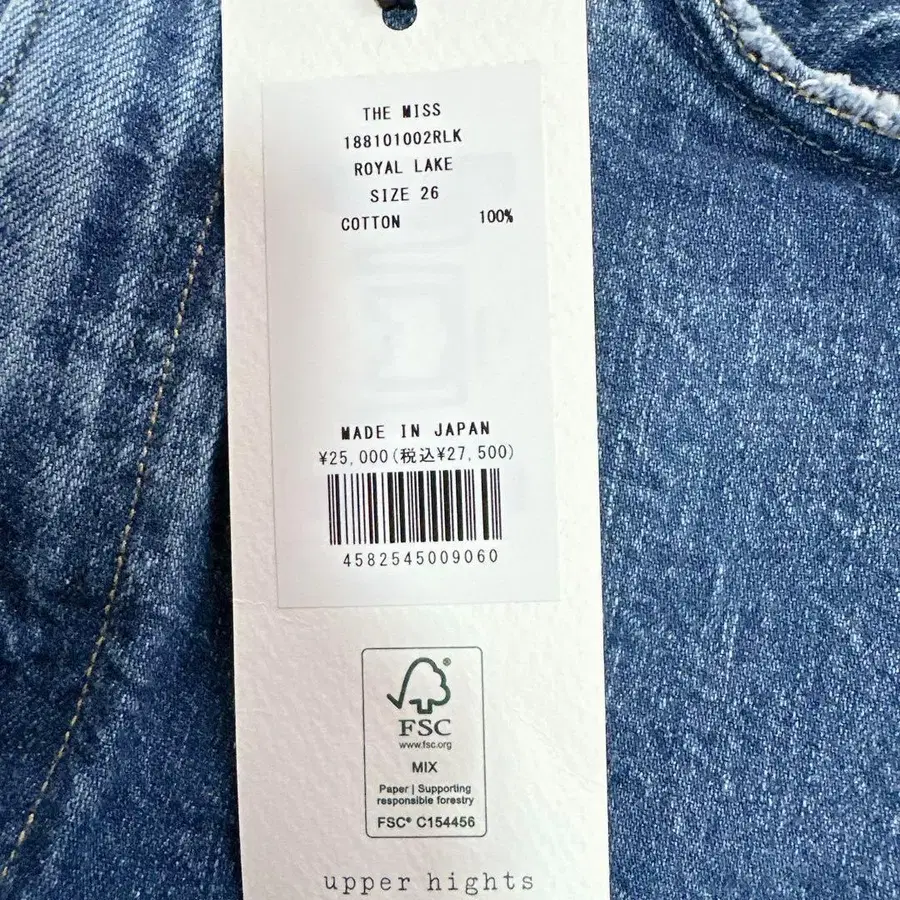 THE MISS
188101002RLK
ROYAL LAKE
SIZE 26
COTTON 100%
MADE IN JAPAN
¥25,000(税込¥27,500)
4582545009060
FSC®
www.fsc.org
MIX
Paper | Supporting
responsible forestry
FSC® C154456
upper hights